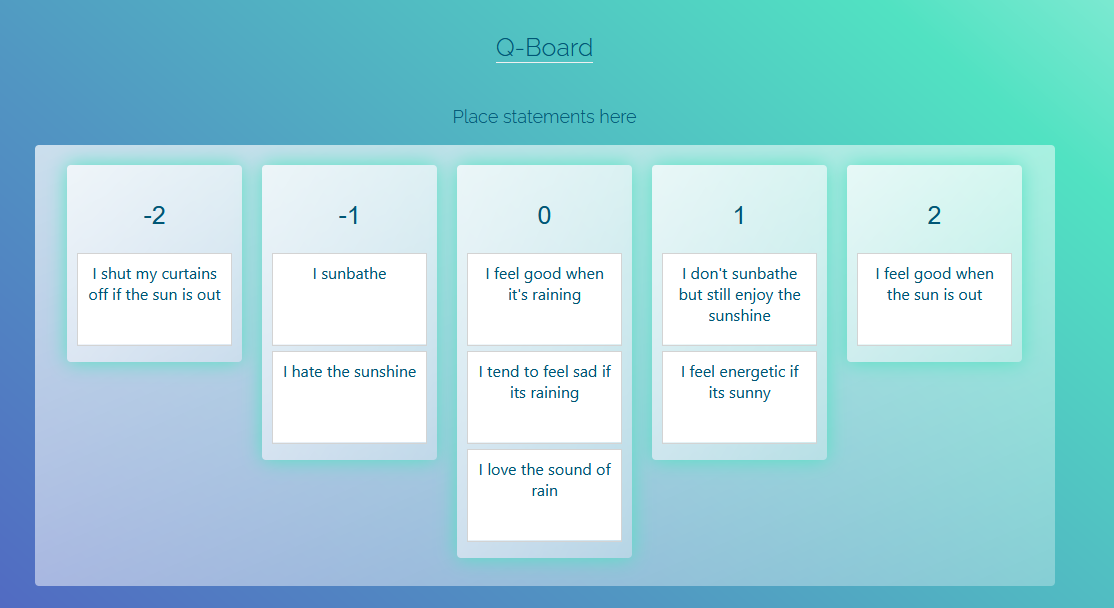 Q-Board
Place statements here
-2
I shut my curtains
off if the sun is out
-1
I sunbathe
I hate the sunshine
0
I feel good when
it's raining
I tend to feel sad if
its raining
I love the sound of
rain
1
I don't sunbathe
but still enjoy the
sunshine
I feel energetic if
its sunny
2
I feel good when
the sun is out